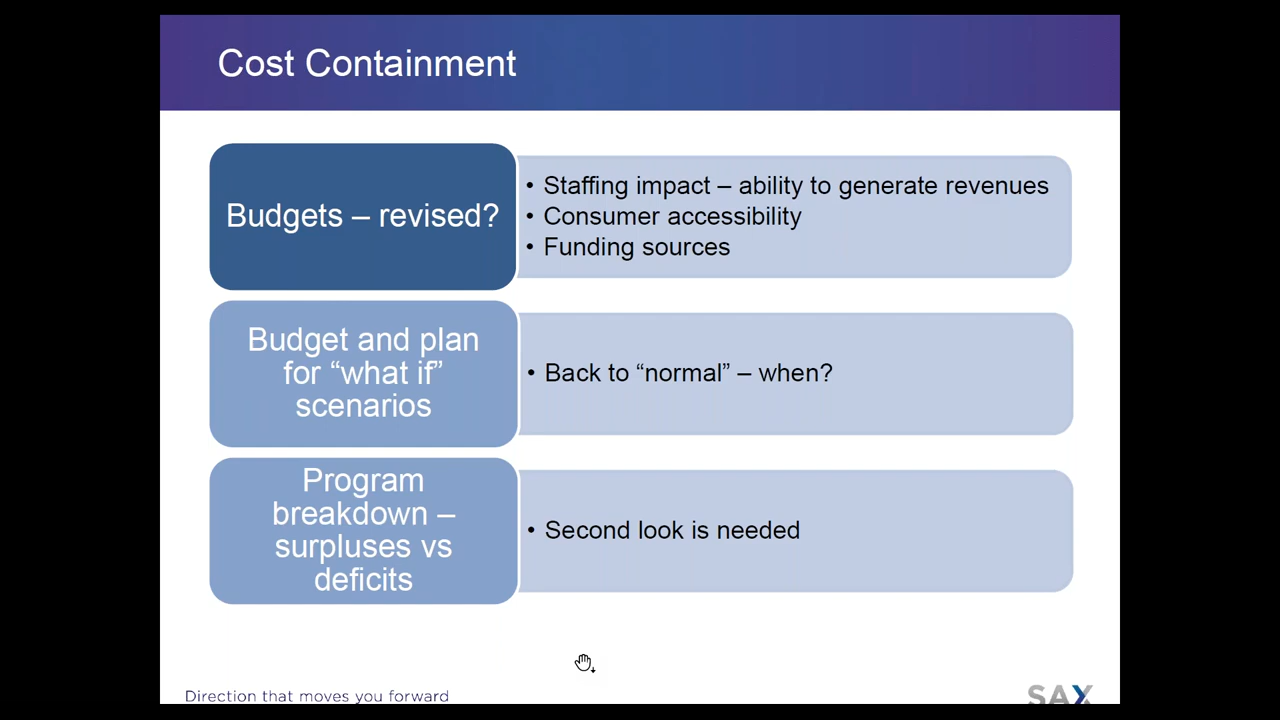 Cost Containment
Budgets – revised?
• Staffing impact – ability to generate revenues
• Consumer accessibility
• Funding sources
Budget and plan
for “what if”
scenarios
• Back to “normal” – when?
Program
breakdown –
surpluses vs
deficits
• Second look is needed
Direction that moves you forward
SAX